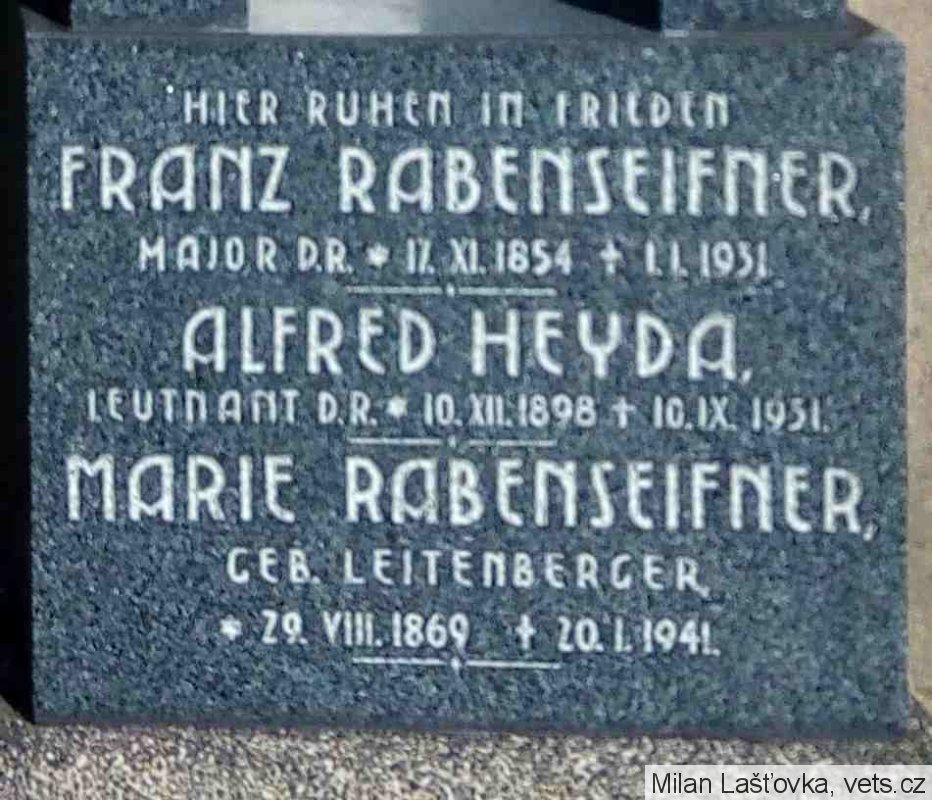 HIER RUHEN IN FRIEDEN
FRANZ RABENSEIFNER,
MAJOR D.R. * 17. XI. 1854 † 1.I. 1931.
ALFRED HEYDA,
LEUTNANT D.R. * 10. XII. 1898 † 10. IX. 1931.
MARIE RABENSEIFNER,
GEB. LEITENBERGER,
* 29. VIII. 1869 † 20. I. 1941.
Milan Lašťovka, vets.cz